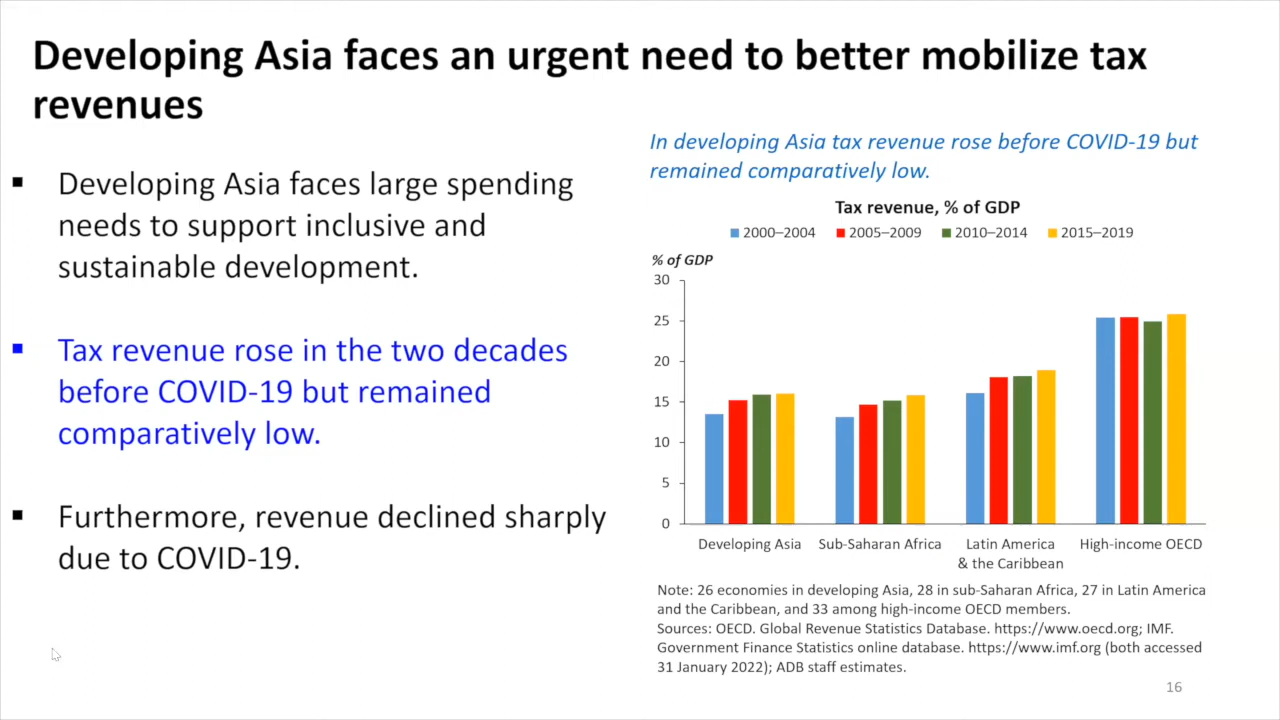 Developing Asia faces an urgent need to better mobilize tax
revenues
▪ Developing Asia faces large spending
needs to support inclusive and
sustainable development.
▪ Tax revenue rose in the two decades
before COVID-19 but remained
comparatively low.
▪ Furthermore, revenue declined sharply
due to COVID-19.
In developing Asia tax revenue rose before COVID-19 but
remained comparatively low.
Tax revenue, % of GDP
2000–2004 2005–2009 2010–2014 2015–2019
% of GDP
30
25
20
15
10
5
0
Developing Asia Sub-Saharan Africa Latin America High-income OECD
& the Caribbean
Note: 26 economies in developing Asia, 28 in sub-Saharan Africa, 27 in Latin America
and the Caribbean, and 33 among high-income OECD members.
Sources: OECD. Global Revenue Statistics Database. https://www.oecd.org; IMF.
Government Finance Statistics online database. https://www.imf.org (both accessed
31 January 2022); ADB staff estimates.
16